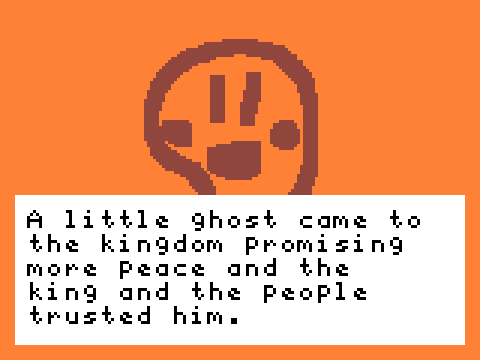 A little ghost came to
the kingdom promising
more peace and the
king and the people
trusted him.